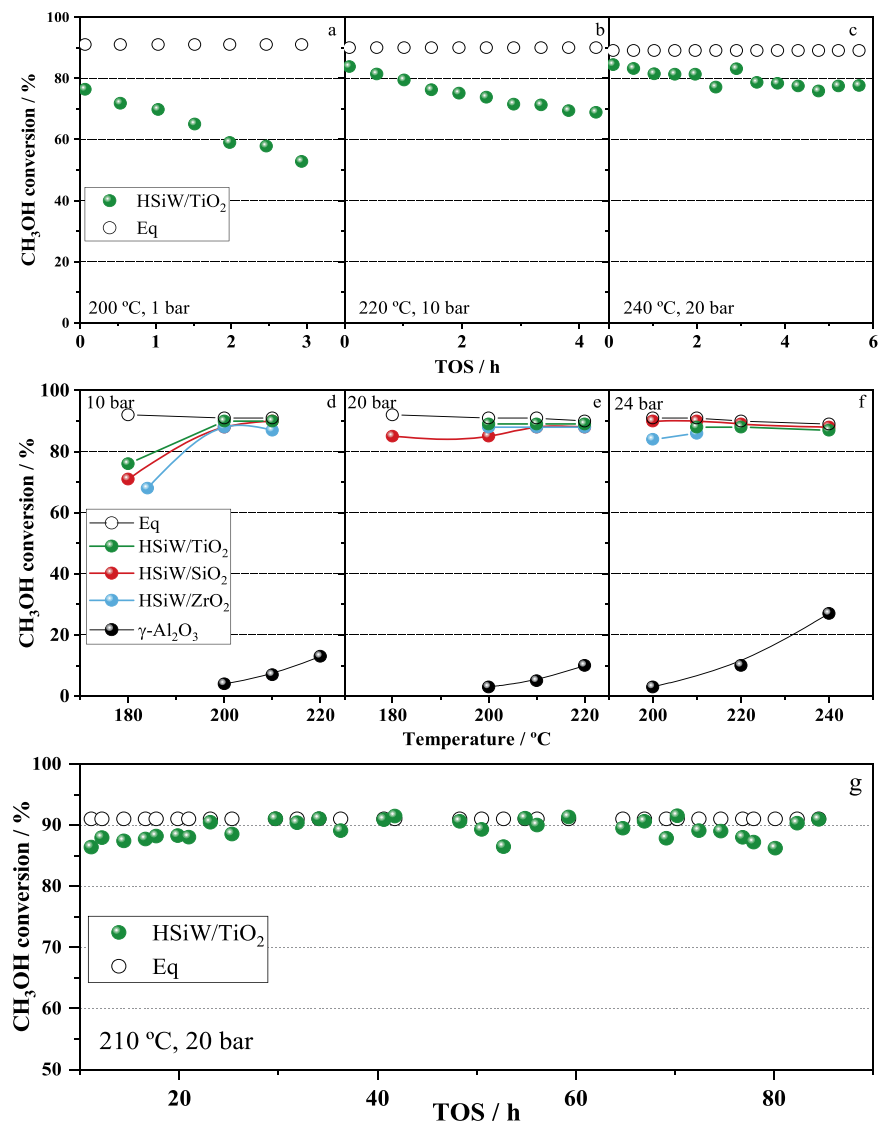 100
80
60
40
20
0
CH₃OH conversion / %
a
b
c
HSiW/TiO₂
Eq
200 ºC, 1 bar
220 ºC, 10 bar
240 ºC, 20 bar
0 1 2 3 0 2 4 0 2 4 6
TOS / h
100
80
60
40
20
0
CH₃OH conversion / %
10 bar d
20 bar e
24 bar f
Eq
HSiW/TiO₂
HSiW/SiO₂
HSiW/ZrO₂
γ-Al₂O₃
180 200 220 180 200 220 200 220 240
Temperature / ºC
100
90
80
70
60
50
CH₃OH conversion / %
g
HSiW/TiO₂
Eq
210 ºC, 20 bar
20 40 60 80
TOS / h